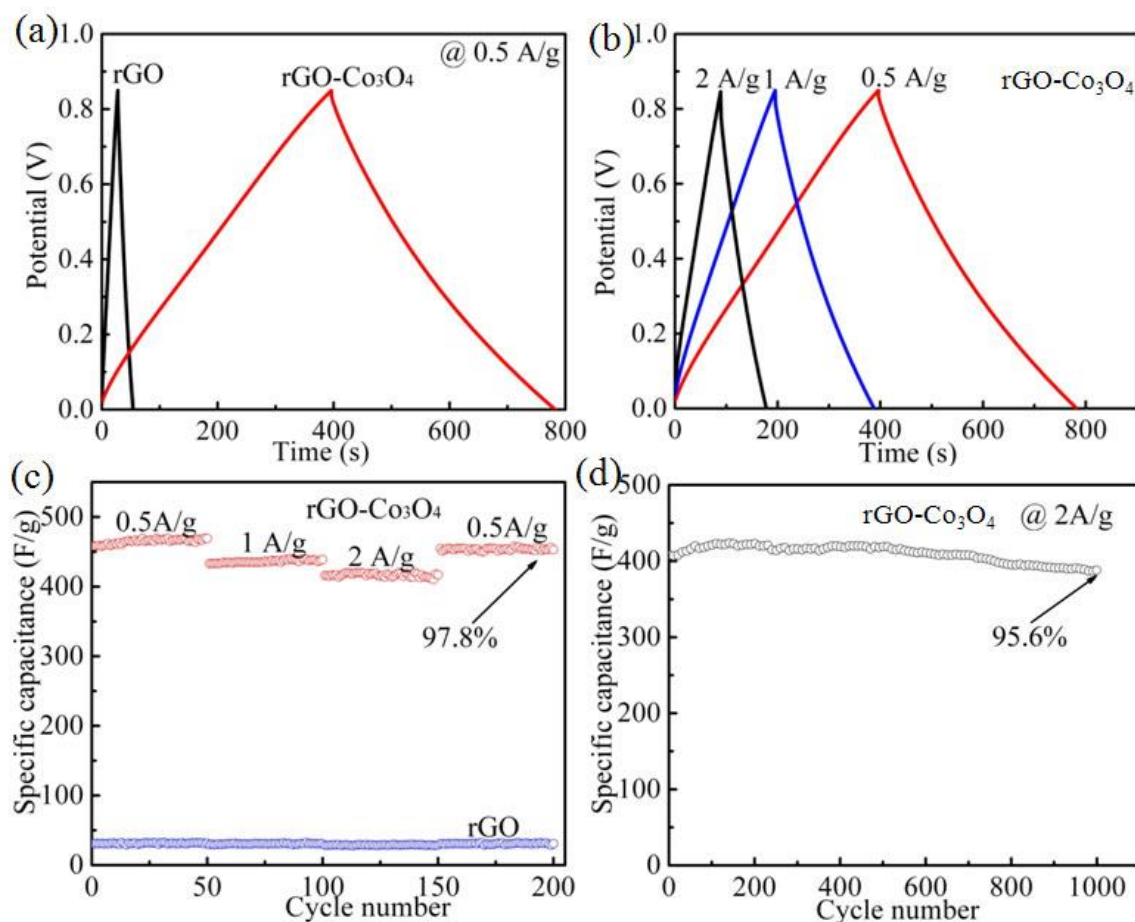 (a)
1.0
0.8
0.6
0.4
0.2
0.0
Potential (V)
rGO
rGO-Co₃O₄
@ 0.5 A/g
0 200 400 600 800
Time (s)
(b)
1.0
0.8
0.6
0.4
0.2
0.0
Potential (V)
2 A/g 1 A/g 0.5 A/g
rGO-Co₃O₄
0 200 400 600 800
Time (s)
(c)
500
400
300
200
100
0
Specific capacitance (F/g)
rGO-Co₃O₄
0.5A/g
1 A/g
2 A/g
0.5A/g
97.8%
rGO
0 50 100 150 200
Cycle number
(d)
500
400
300
200
100
0
Specific capacitance (F/g)
rGO-Co₃O₄ @ 2A/g
95.6%
0 200 400 600 800 1000
Cycle number